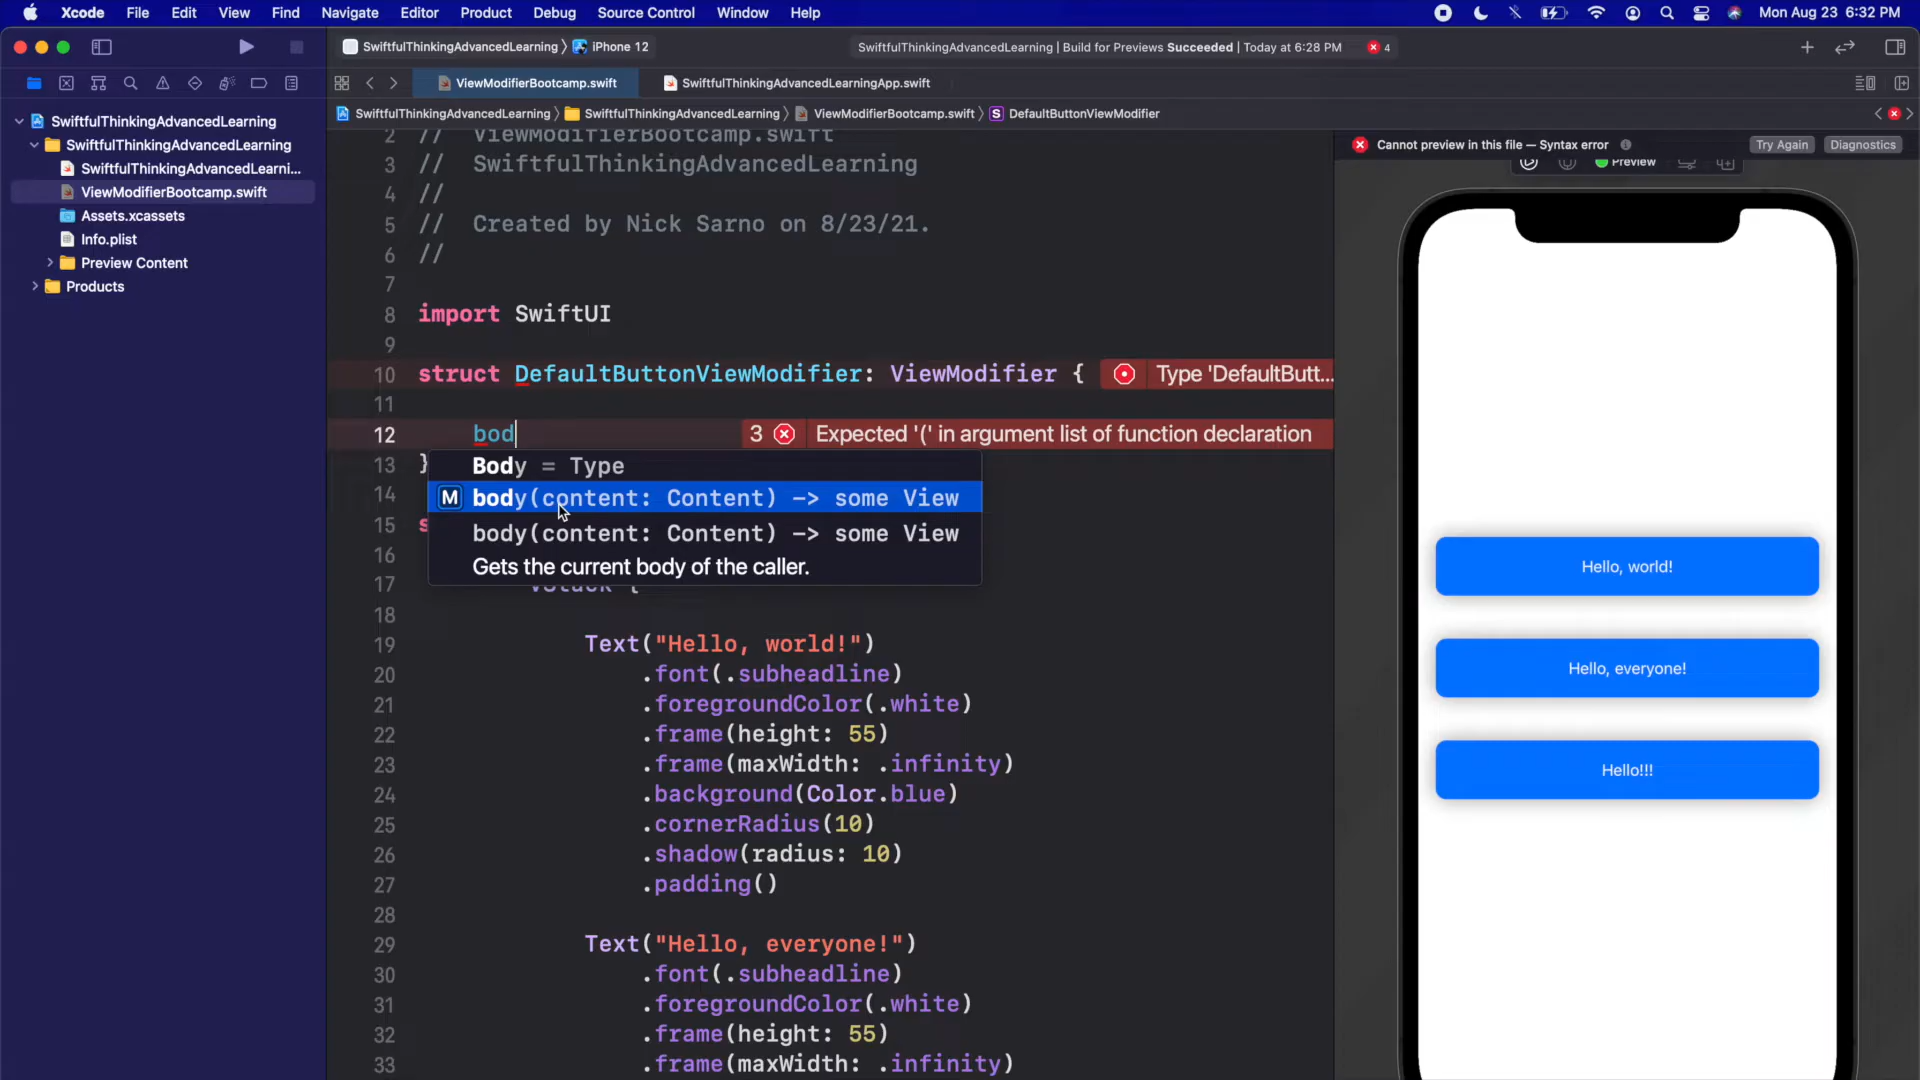 Xcode File Edit View Find Navigate Editor Product Debug Source Control Window Help Mon Aug 23 6:32 PM
SwiftfulThinkingAdvancedLearning 〉 iPhone 12 SwiftfulThinkingAdvancedLearning | Build for Previews Succeeded | Today at 6:28 PM 4
ViewModifierBootcamp.swift SwiftfulThinkingAdvancedLearningApp.swift
SwiftfulThinkingAdvancedLearning 〉 SwiftfulThinkingAdvancedLearning 〉 ViewModifierBootcamp.swift 〉 S DefaultButtonViewModifier
SwiftfulThinkingAdvancedLearning
SwiftfulThinkingAdvancedLearning
SwiftfulThinkingAdvancedLearni...
ViewModifierBootcamp.swift
Assets.xcassets
Info.plist
Preview Content
Products
2 // ViewModifierBootcamp.swift
3 // SwiftfulThinkingAdvancedLearning
4 //
5 // Created by Nick Sarno on 8/23/21.
6 //
7
8 import SwiftUI
9
10 struct DefaultButtonViewModifier: ViewModifier { Type 'DefaultButt...
11
12 bod 3 Expected '(' in argument list of function declaration
13 }
Body = Type
14
M body(content: Content) -> some View
15 s
body(content: Content) -> some View
16
Gets the current body of the caller.
17 VStack {
18
19 Text("Hello, world!")
20 .font(.subheadline)
21 .foregroundColor(.white)
22 .frame(height: 55)
23 .frame(maxWidth: .infinity)
24 .background(Color.blue)
25 .cornerRadius(10)
26 .shadow(radius: 10)
27 .padding()
28
29 Text("Hello, everyone!")
30 .font(.subheadline)
31 .foregroundColor(.white)
32 .frame(height: 55)
33 .frame(maxWidth: .infinity)
Cannot preview in this file — Syntax error Try Again Diagnostics
Preview
Hello, world!
Hello, everyone!
Hello!!!